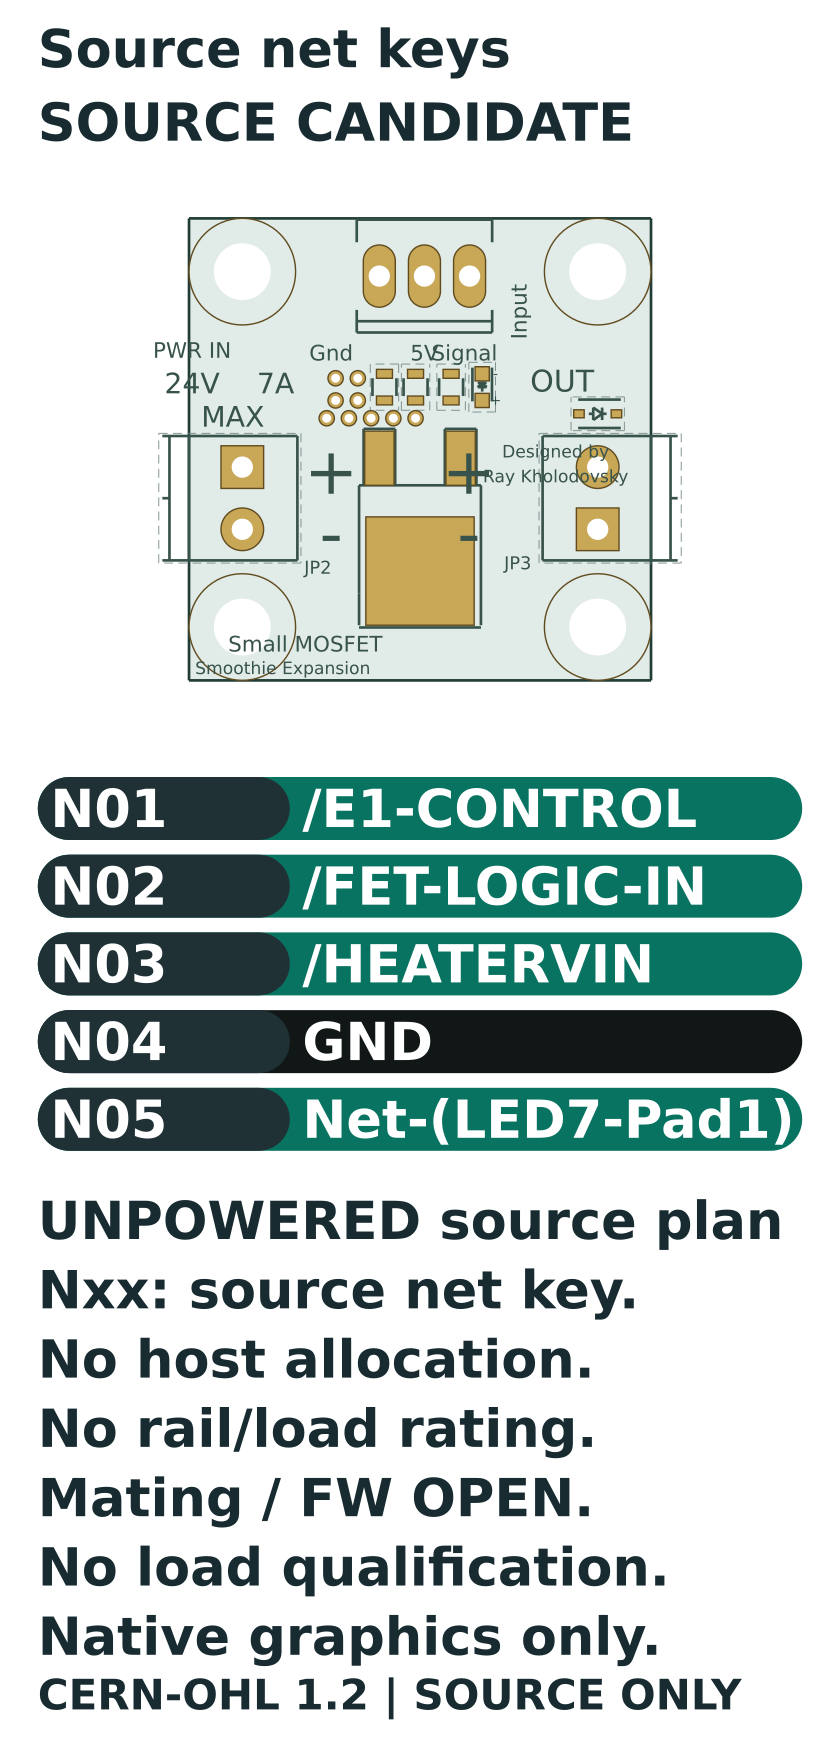 Source net keys
SOURCE CANDIDATE
Input
PWR IN
Gnd
5V
Signal
24V 7A
MAX
OUT
Designed by
Ray Kholodovsky
+
+
-
-
JP2
JP3
Small MOSFET
Smoothie Expansion
N01 /E1-CONTROL
N02 /FET-LOGIC-IN
N03 /HEATERVIN
N04 GND
N05 Net-(LED7-Pad1)
UNPOWERED source plan
Nxx: source net key.
No host allocation.
No rail/load rating.
Mating / FW OPEN.
No load qualification.
Native graphics only.
CERN-OHL 1.2 | SOURCE ONLY